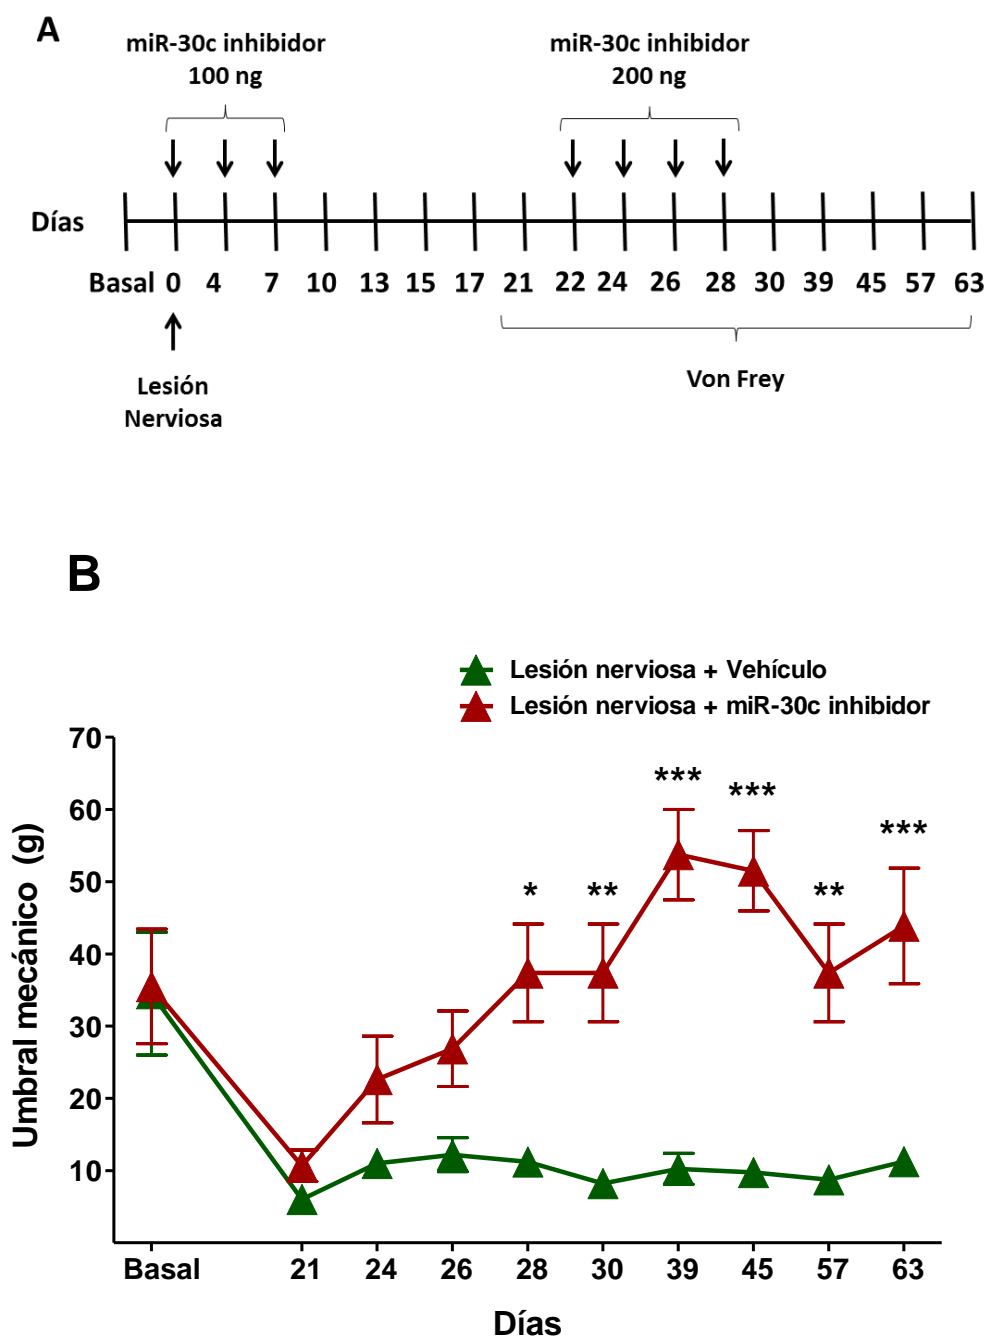 A
miR-30c inhibidor
100 ng
miR-30c inhibidor
200 ng
Días
Basal 0 4 7 10 13 15 17 21 22 24 26 28 30 39 45 57 63
Lesión
Nerviosa
Von Frey
B
Lesión nerviosa + Vehículo
Lesión nerviosa + miR-30c inhibidor
Umbral mecánico (g)
70
60
50
40
30
20
10
*
**
***
***
**
***
Basal 21 24 26 28 30 39 45 57 63
Días